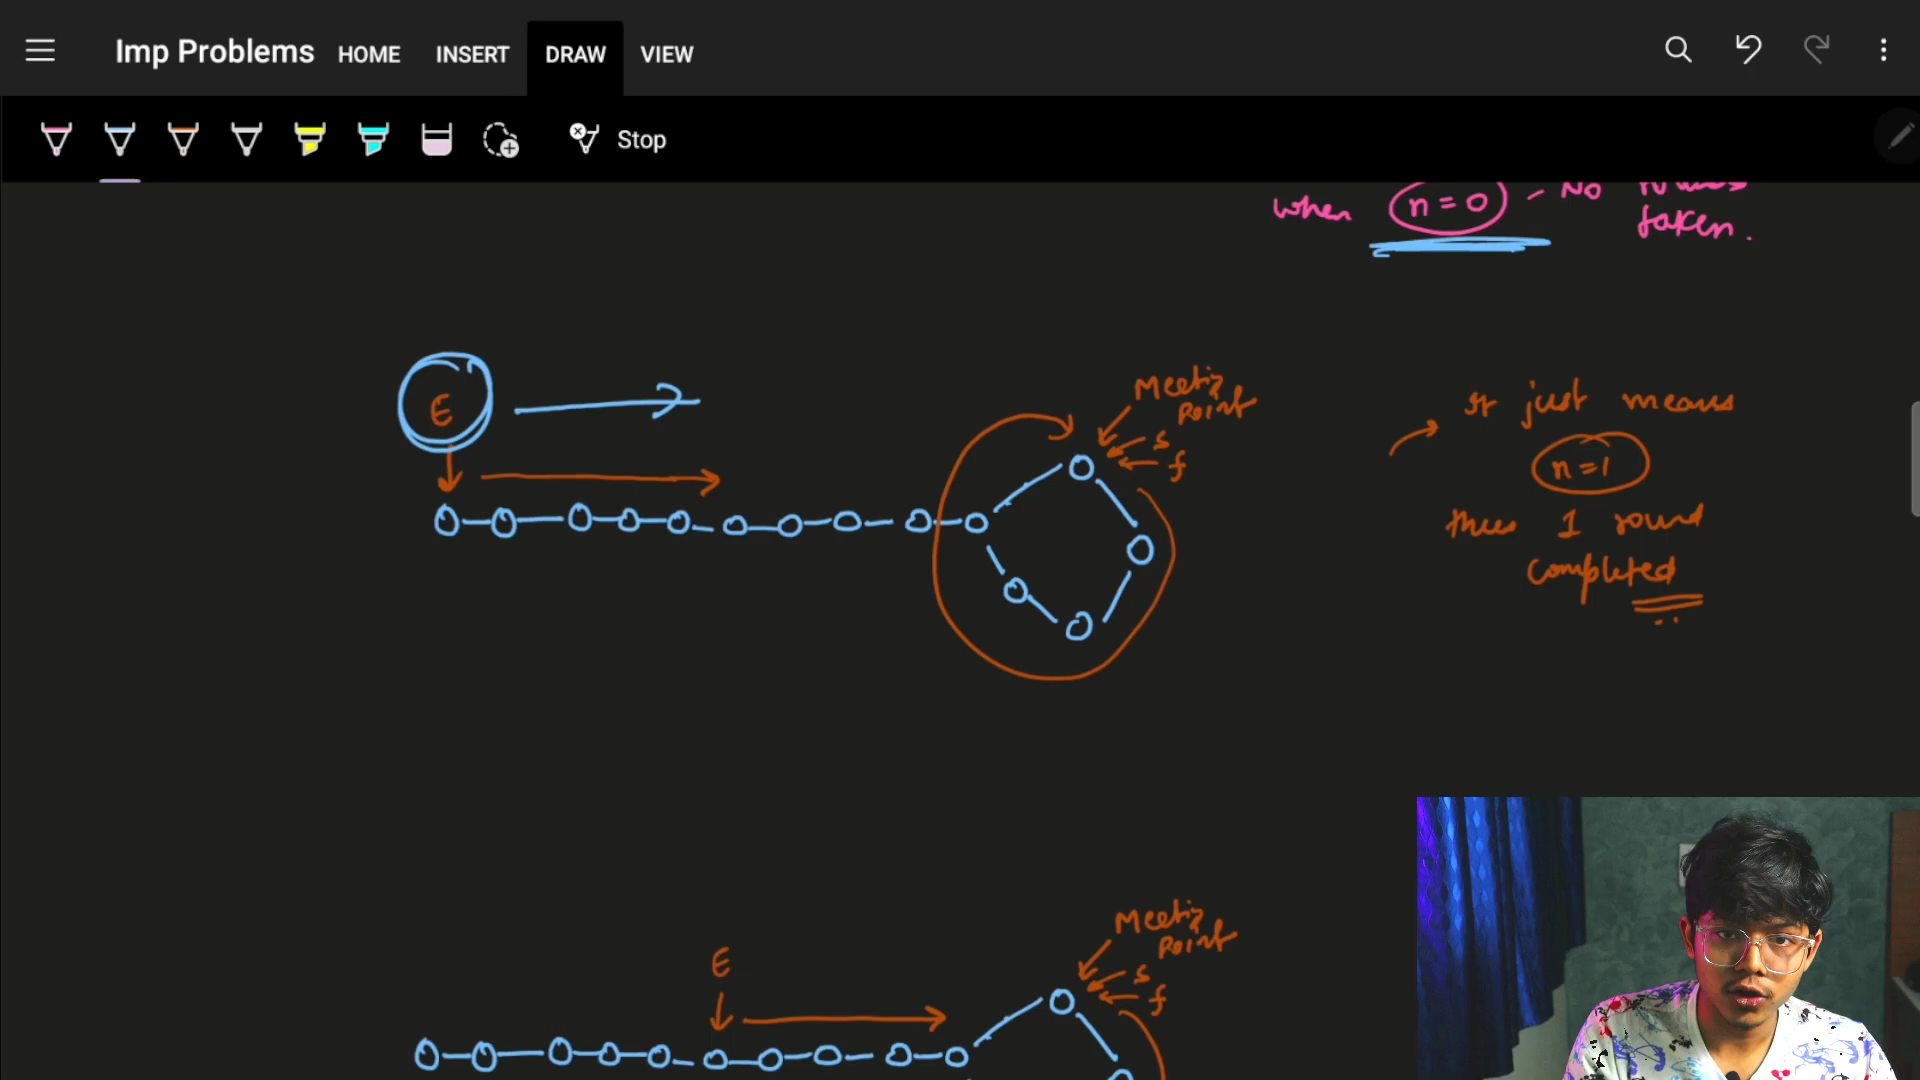 Imp Problems HOME INSERT DRAW VIEW
Stop
when n=0 - No
taken.
E
Meeting
Point
s
f
It just means
n=1
thus 1 round
completed
Meeting
Point
E
s
f